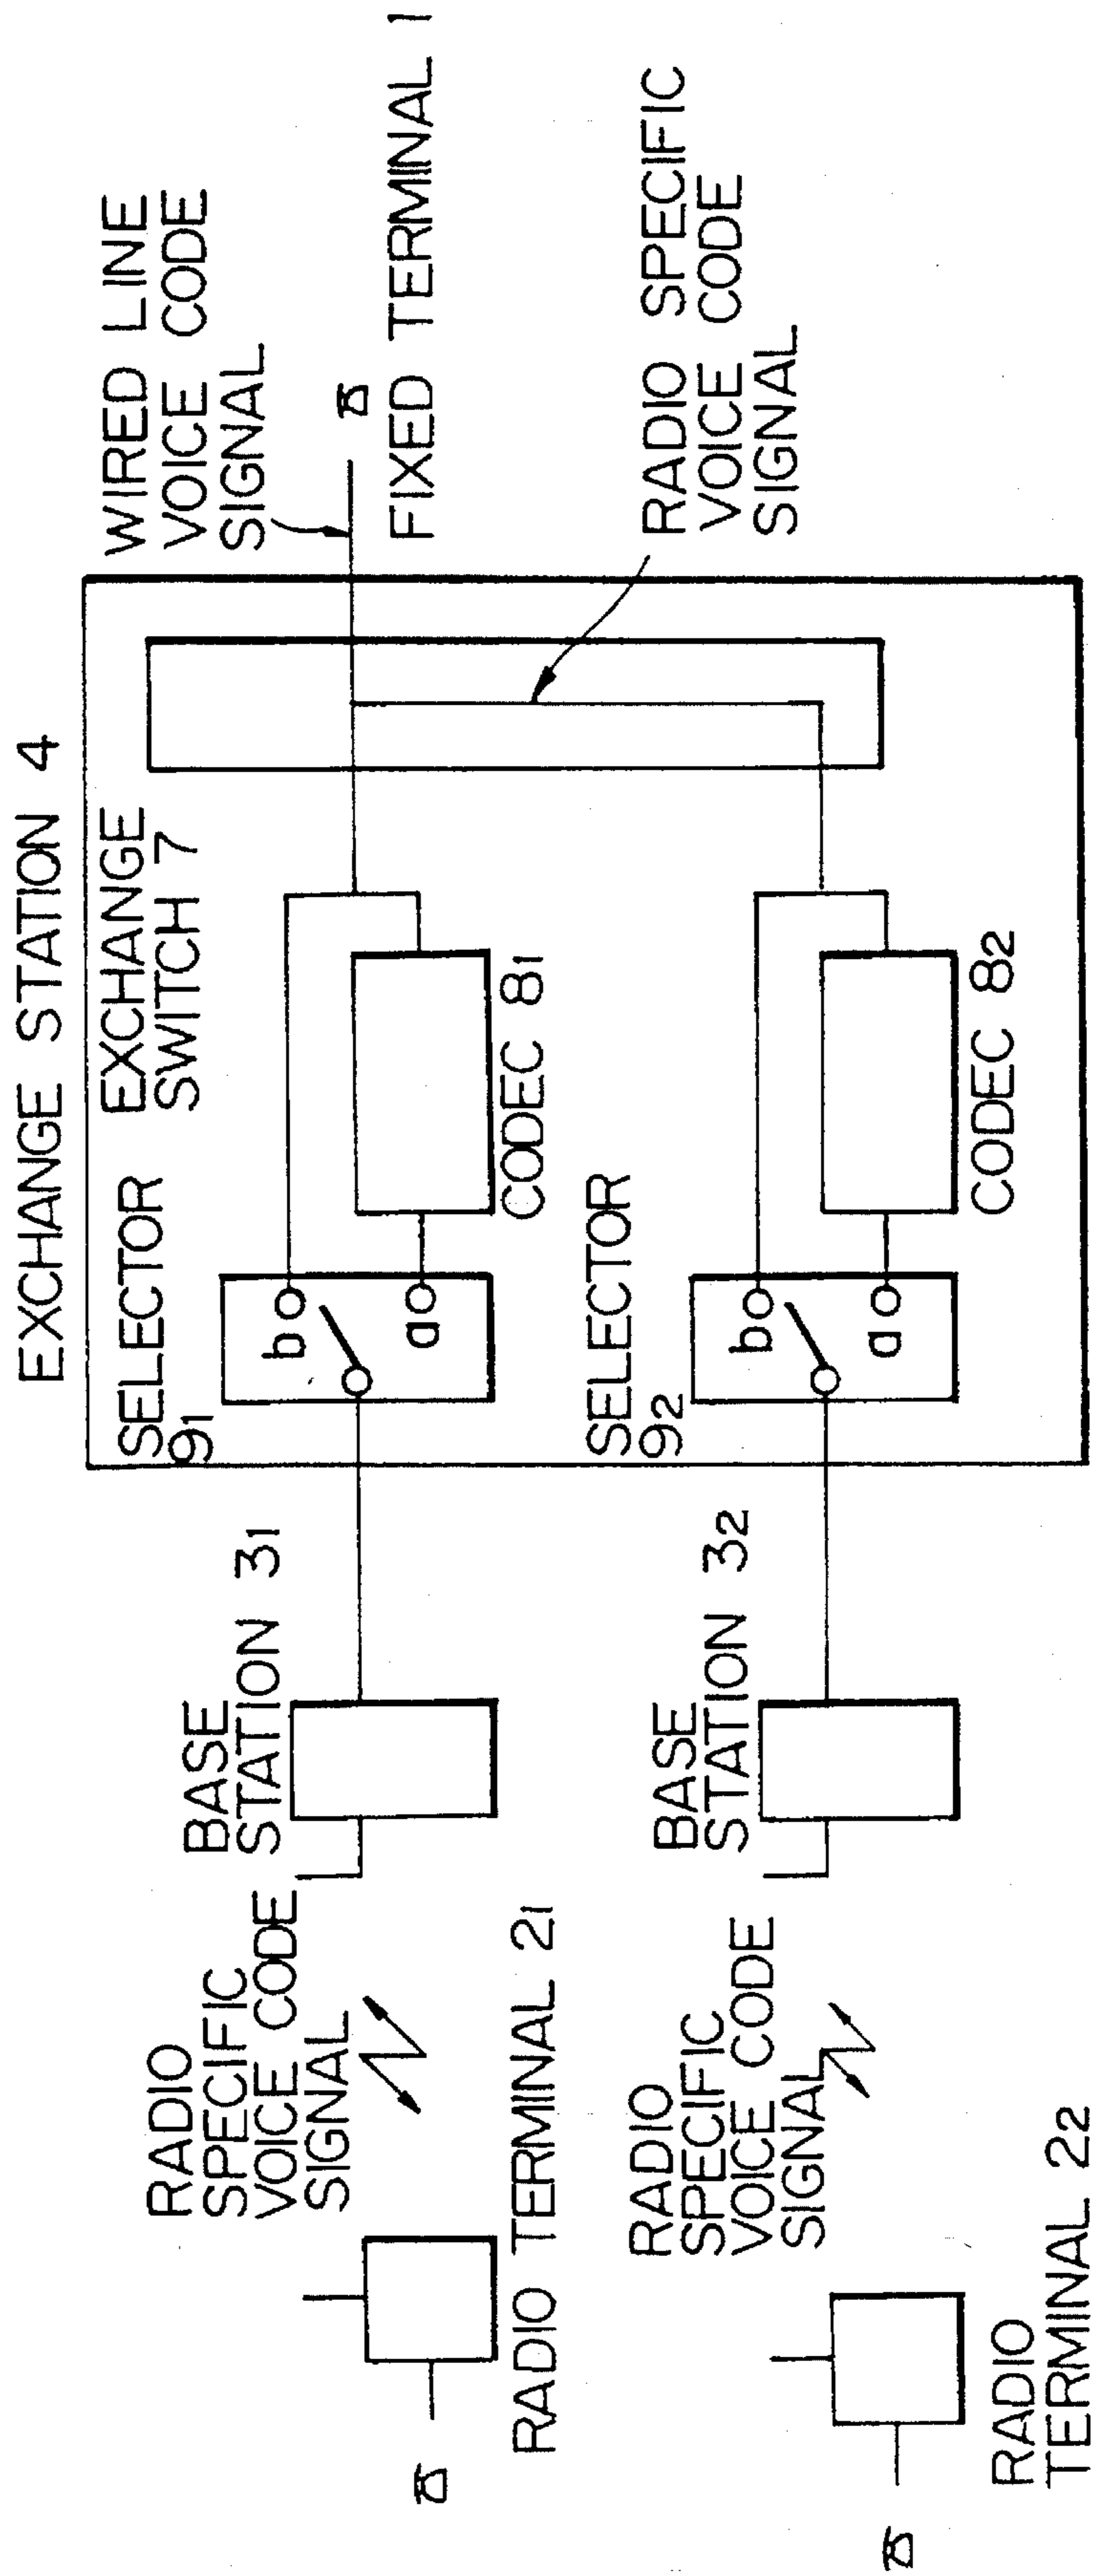 EXCHANGE STATION 4
SELECTOR
9₁
EXCHANGE
SWITCH 7
WIRED LINE
VOICE CODE
SIGNAL
BASE
STATION 3₁
b
a
CODEC 8₁
FIXED TERMINAL 1
RADIO
SPECIFIC
VOICE CODE
SIGNAL
RADIO TERMINAL 2₁
RADIO SPECIFIC
VOICE CODE
SIGNAL
SELECTOR
9₂
BASE
STATION 3₂
b
a
CODEC 8₂
RADIO
SPECIFIC
VOICE CODE
SIGNAL
RADIO
TERMINAL 2₂